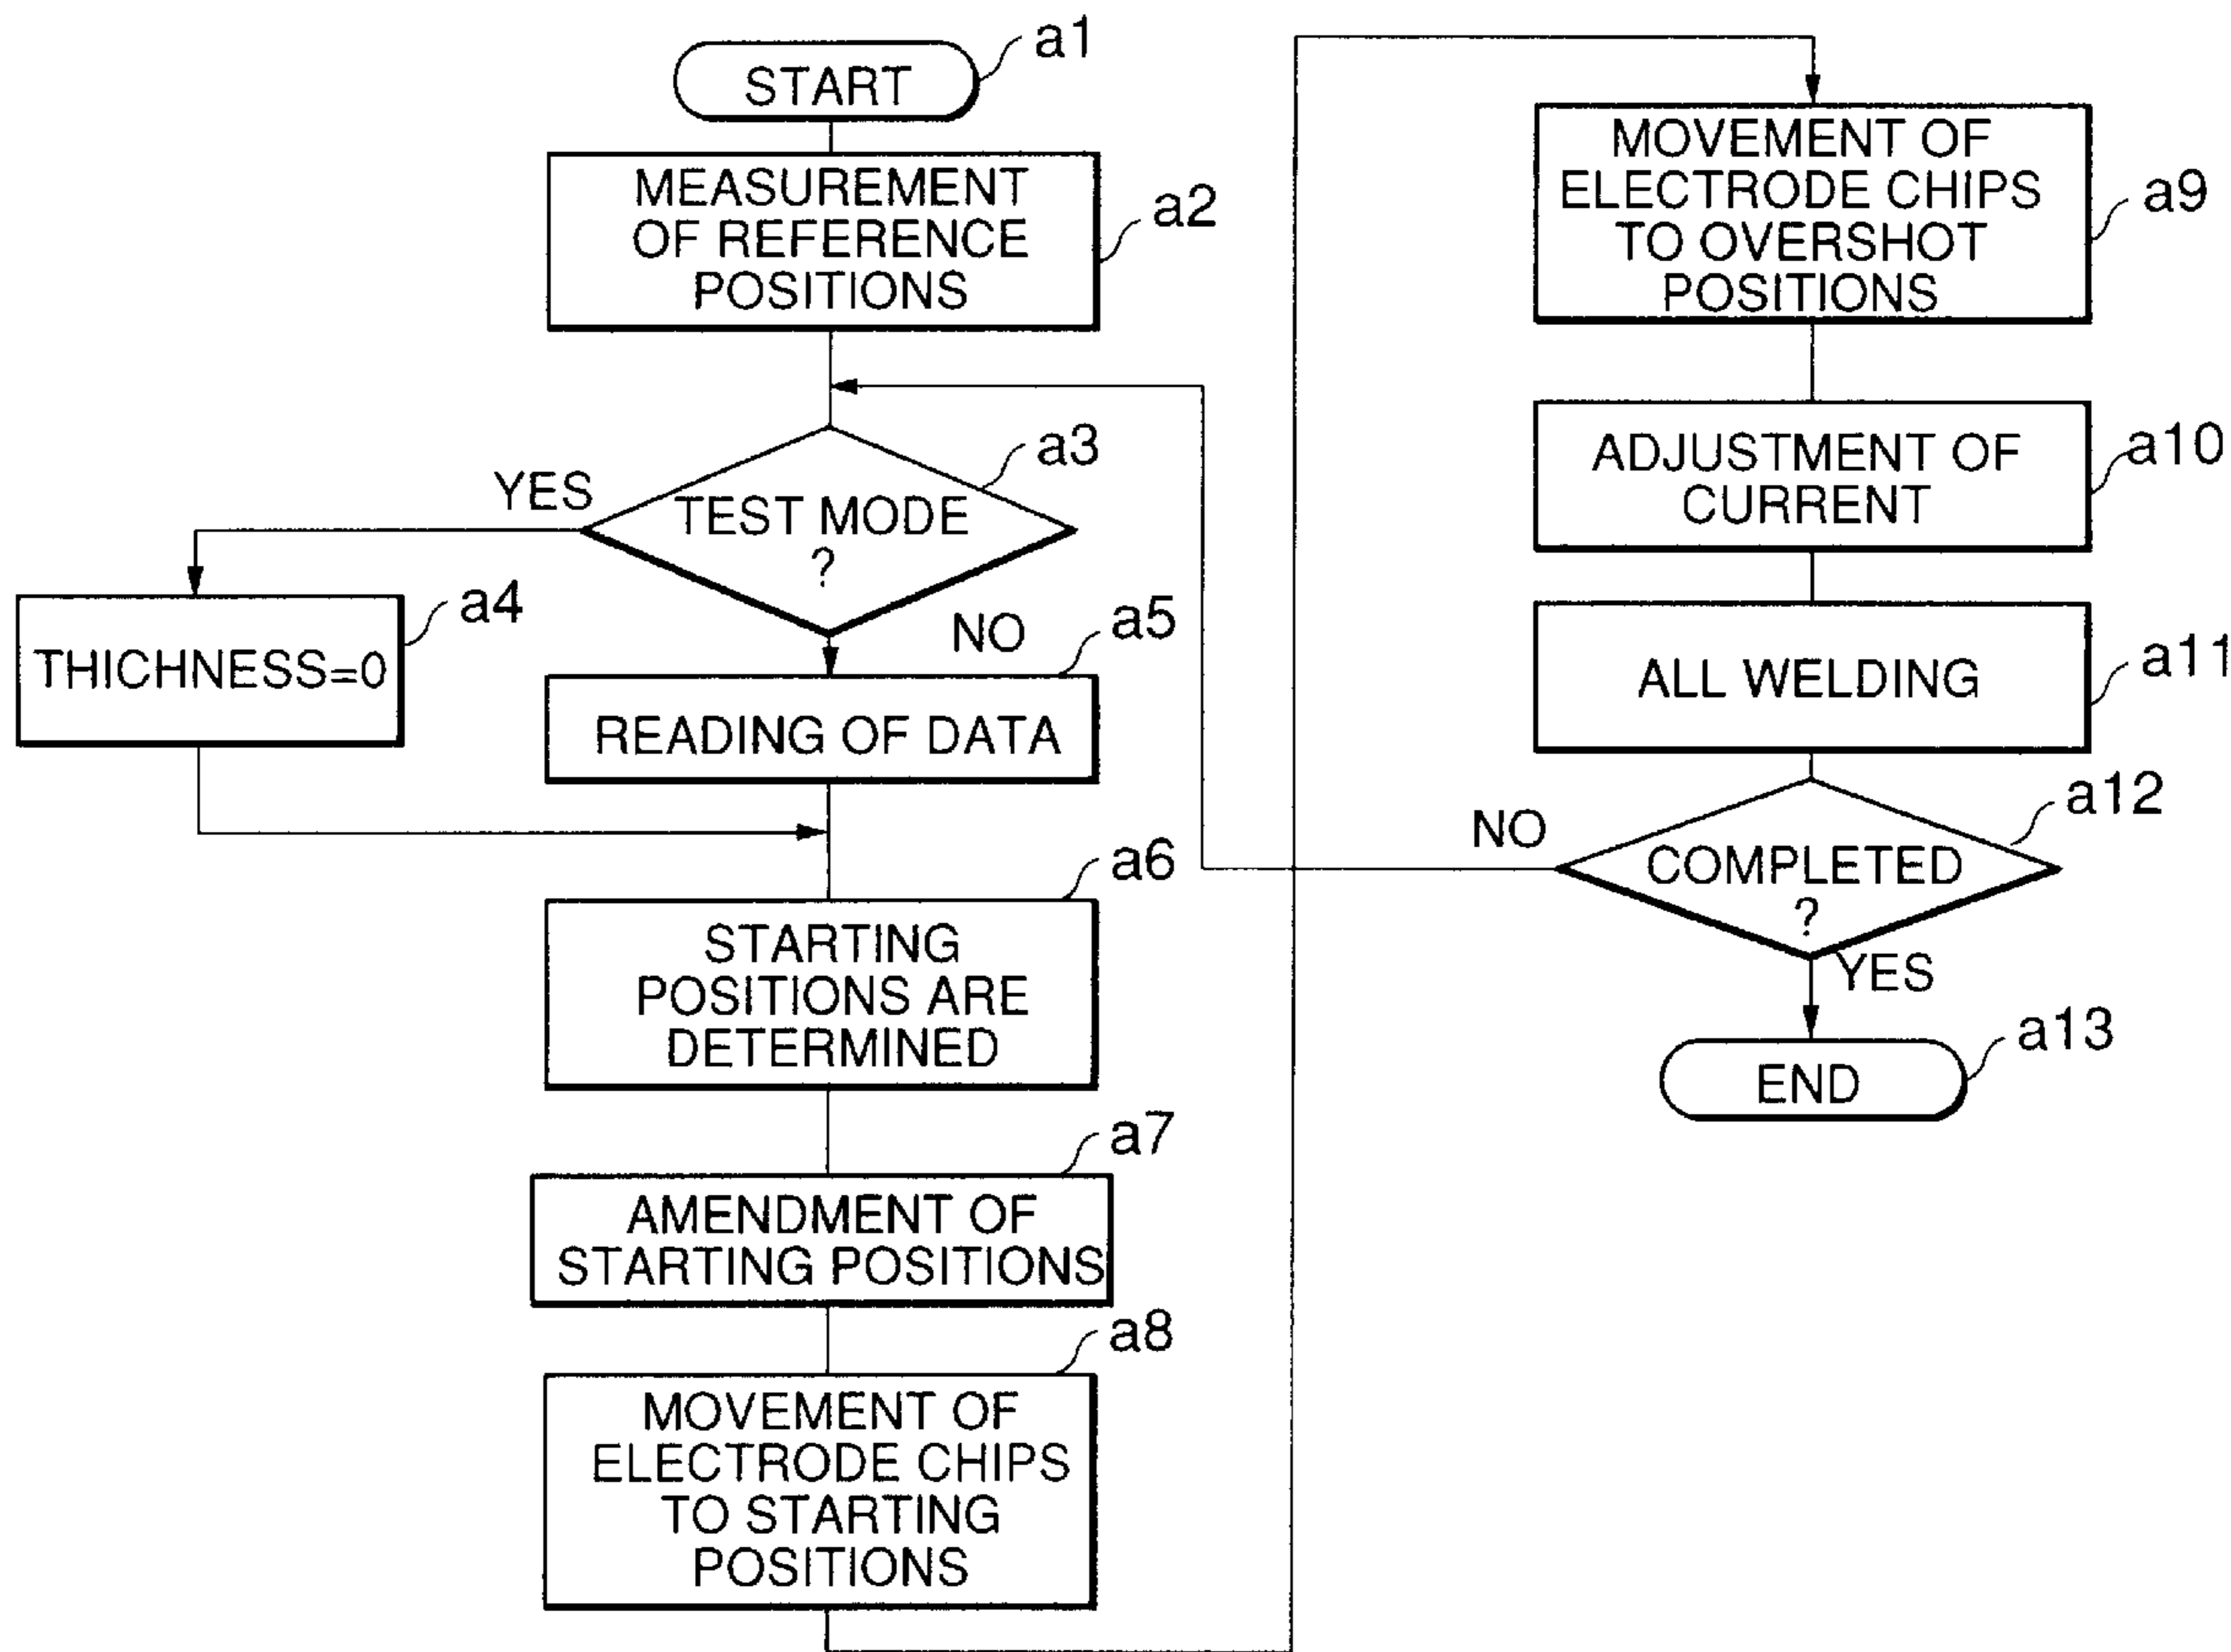 START
a1
MEASUREMENT
OF REFERENCE
POSITIONS
a2
TEST MODE
?
a3
YES
NO
THICHNESS=0
a4
READING OF DATA
a5
STARTING
POSITIONS ARE
DETERMINED
a6
AMENDMENT OF
STARTING POSITIONS
a7
MOVEMENT OF
ELECTRODE CHIPS
TO STARTING
POSITIONS
a8
MOVEMENT OF
ELECTRODE CHIPS
TO OVERSHOT
POSITIONS
a9
ADJUSTMENT OF
CURRENT
a10
ALL WELDING
a11
COMPLETED
?
a12
NO
YES
END
a13